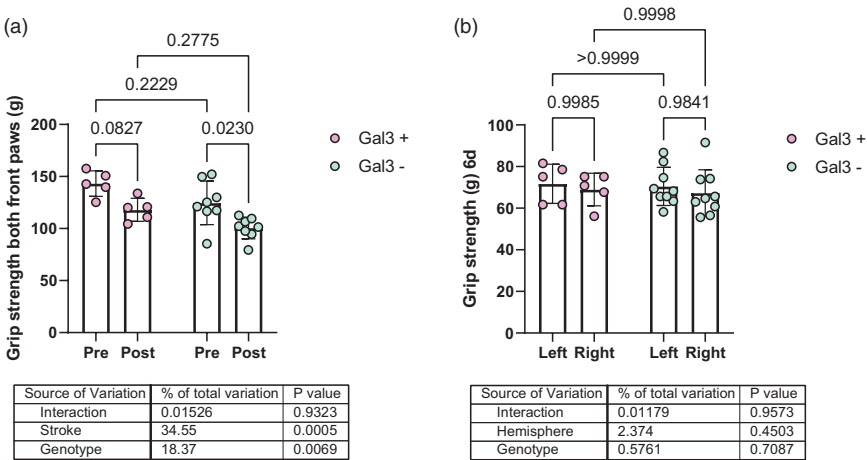 (a)
0.2775
0.2229
0.0827
0.0230
Grip strength both front paws (g)
200
150
100
50
0
Pre Post Pre Post
Gal3 +
Gal3 -
Source of Variation % of total variation P value
Interaction 0.01526 0.9323
Stroke 34.55 0.0005
Genotype 18.37 0.0069
(b)
0.9998
>0.9999
0.9985
0.9841
Grip strength (g) 6d
100
80
60
40
20
0
Left Right Left Right
Gal3 +
Gal3 -
Source of Variation % of total variation P value
Interaction 0.01179 0.9573
Hemisphere 2.374 0.4503
Genotype 0.5761 0.7087